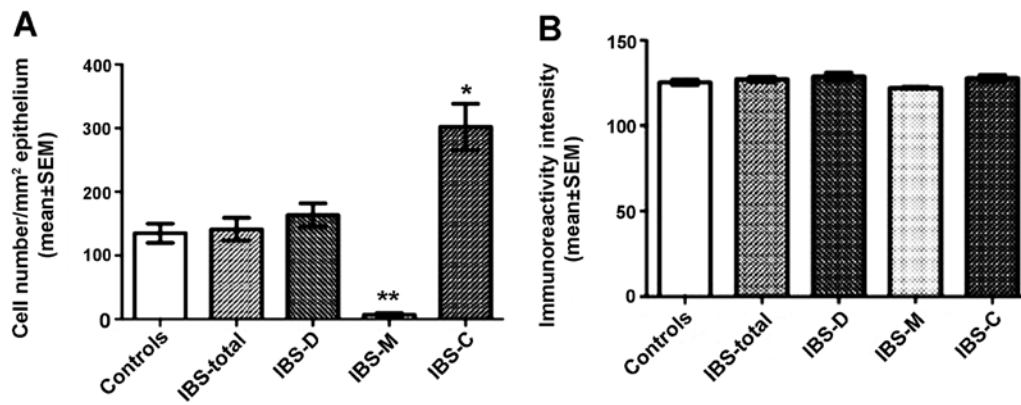 A
Cell number/mm² epithelium
(mean±SEM)
400
300
200
100
0
*
**
Controls
IBS-total
IBS-D
IBS-M
IBS-C
B
Immunoreactivity intensity
(mean±SEM)
150
100
50
0
Controls
IBS-total
IBS-D
IBS-M
IBS-C